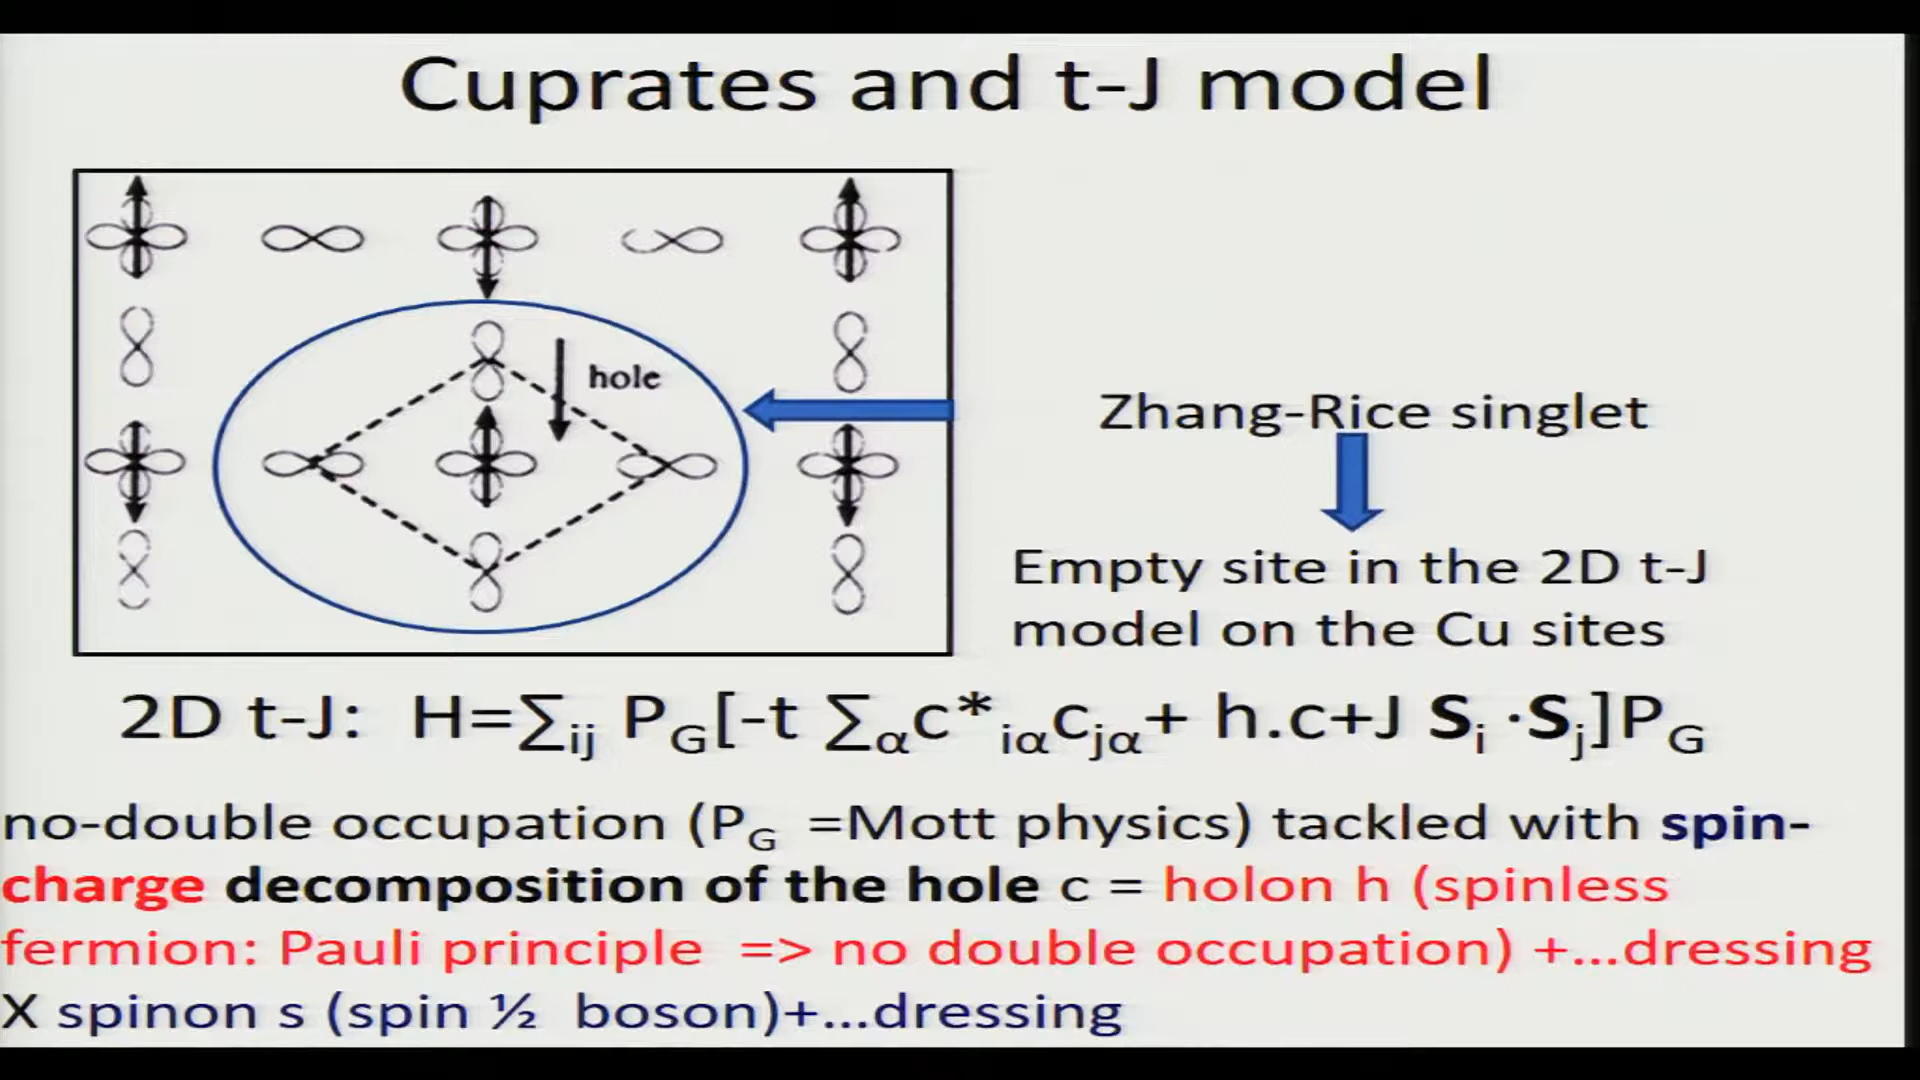 Cuprates and t-J model
hole
Zhang-Rice singlet
Empty site in the 2D t-J
model on the Cu sites
2D t-J: H=∑ij PG[-t ∑αc*iαcjα+ h.c+J Si ·Sj]PG
no-double occupation (PG =Mott physics) tackled with spin-
charge decomposition of the hole c = holon h (spinless
fermion: Pauli principle => no double occupation) +...dressing
X spinon s (spin ½ boson)+...dressing